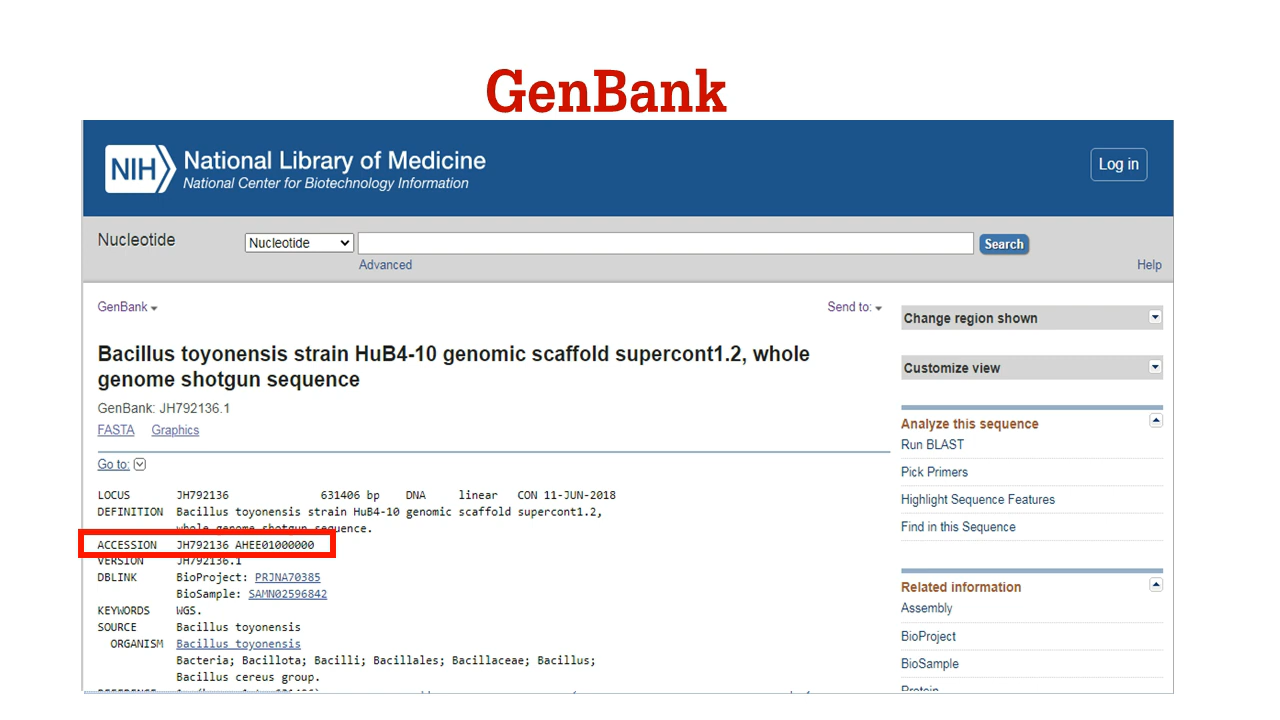 GenBank
NIH
National Library of Medicine
National Center for Biotechnology Information
Log in
Nucleotide
Nucleotide
Search
Advanced
Help
GenBank
Send to:
Bacillus toyonensis strain HuB4-10 genomic scaffold supercont1.2, whole
genome shotgun sequence
GenBank: JH792136.1
FASTA Graphics
Go to:
LOCUS JH792136 631406 bp DNA linear CON 11-JUN-2018
DEFINITION Bacillus toyonensis strain HuB4-10 genomic scaffold supercont1.2,
whole genome shotgun sequence.
ACCESSION JH792136 AHEE01000000
VERSION JH792136.1
DBLINK BioProject: PRJNA70385
BioSample: SAMN02596842
KEYWORDS WGS.
SOURCE Bacillus toyonensis
ORGANISM Bacillus toyonensis
Bacteria; Bacillota; Bacilli; Bacillales; Bacillaceae; Bacillus;
Bacillus cereus group.
Change region shown
Customize view
Analyze this sequence
Run BLAST
Pick Primers
Highlight Sequence Features
Find in this Sequence
Related information
Assembly
BioProject
BioSample
Protein